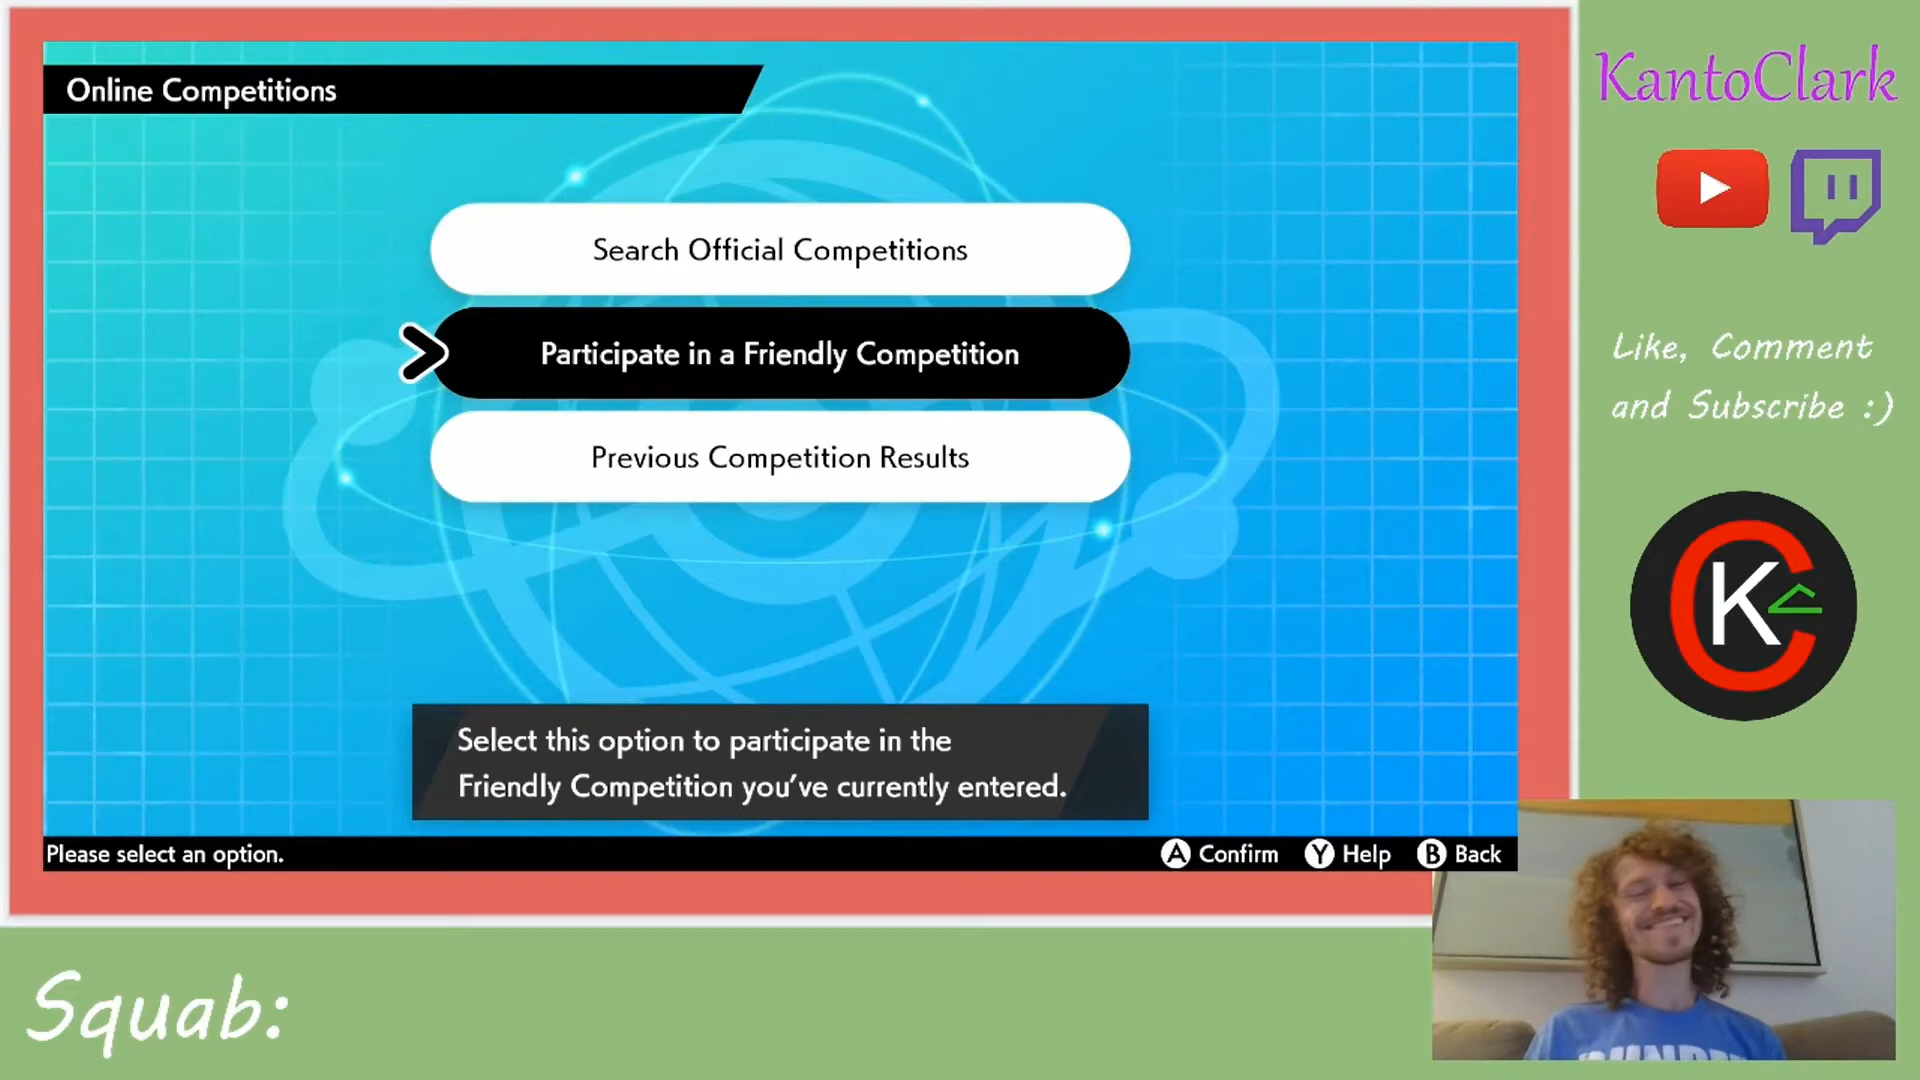 Online Competitions
Search Official Competitions
Participate in a Friendly Competition
Previous Competition Results
Select this option to participate in the
Friendly Competition you've currently entered.
Please select an option.
A Confirm Y Help B Back
KantoClark
Like, Comment
and Subscribe :)
CK
Squab: